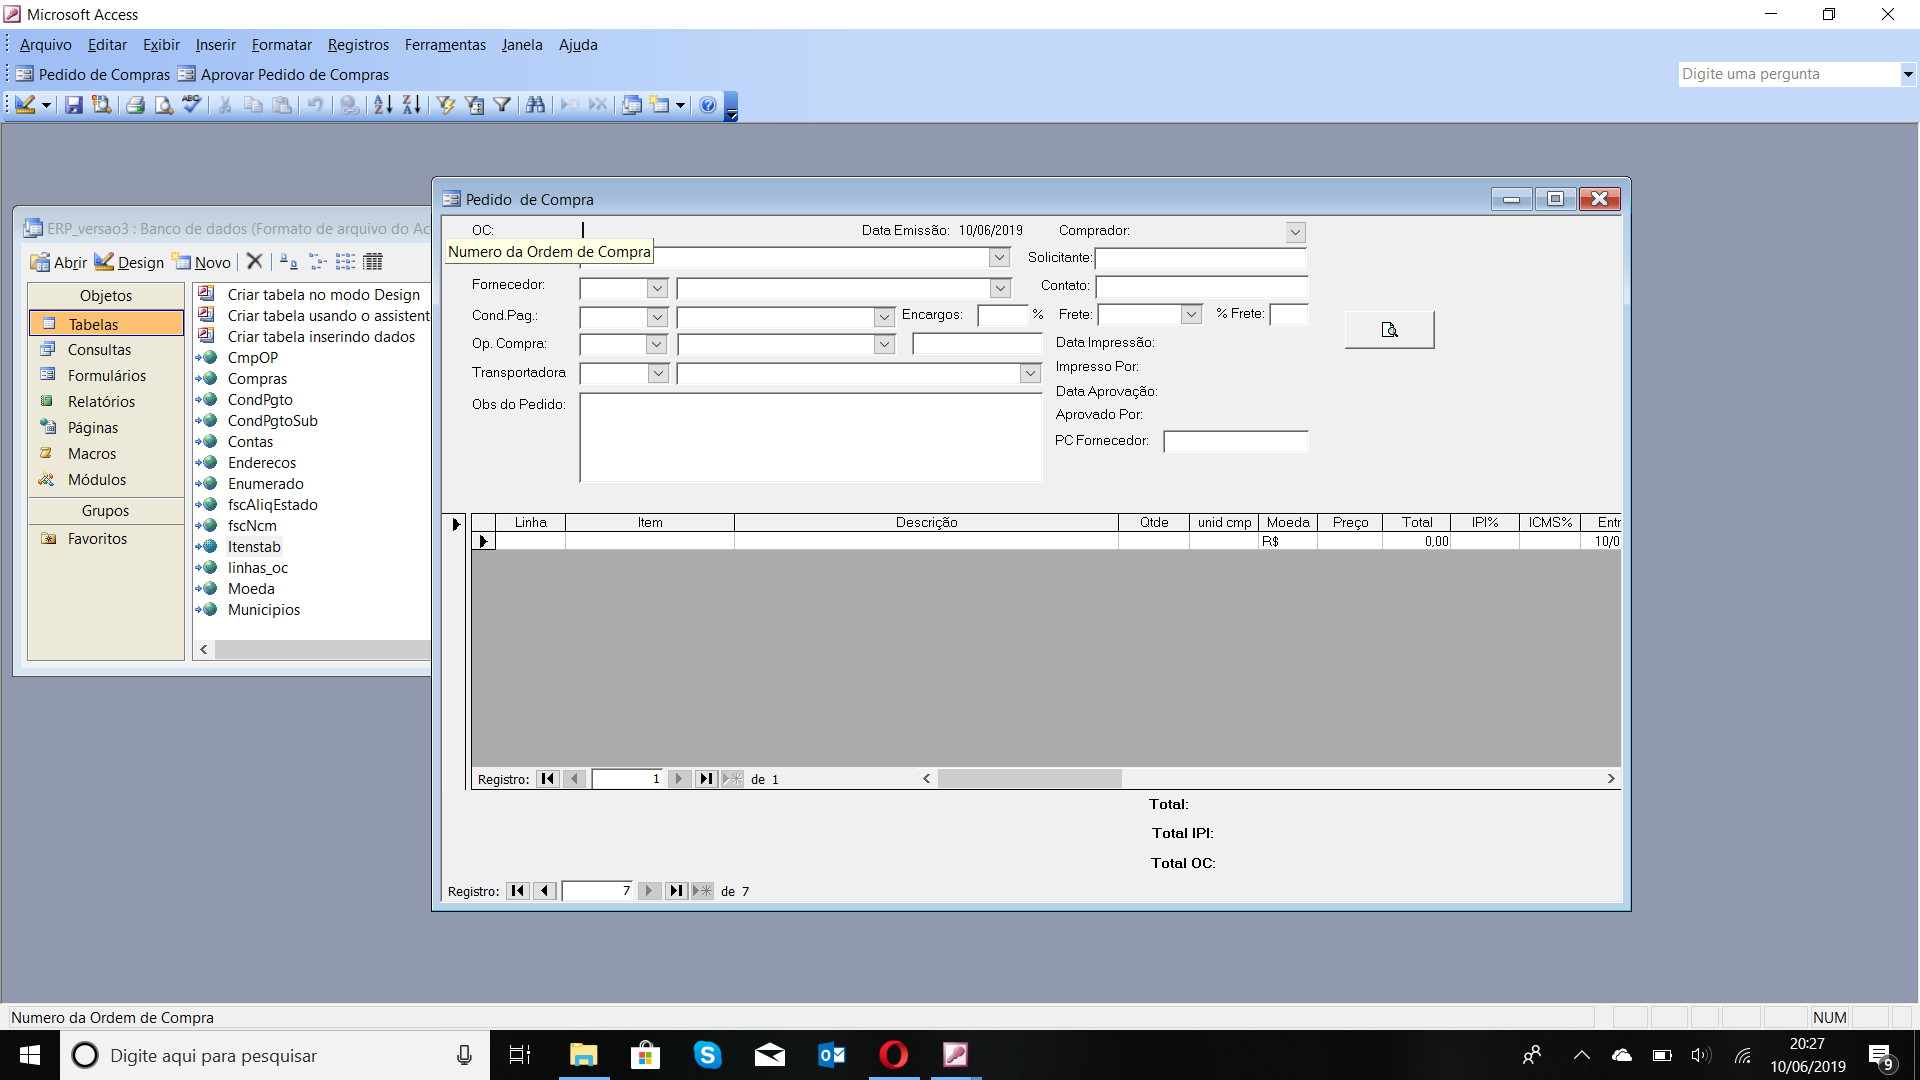 Microsoft Access
Arquivo Editar Exibir Inserir Formatar Registros Ferramentas Janela Ajuda
Pedido de Compras Aprovar Pedido de Compras
Digite uma pergunta
ERP_versao3 : Banco de dados (Formato de arquivo do Ac
Abrir Design Novo
Objetos
Tabelas
Consultas
Formulários
Relatórios
Páginas
Macros
Módulos
Grupos
Favoritos
Criar tabela no modo Design
Criar tabela usando o assistent
Criar tabela inserindo dados
CmpOP
Compras
CondPgto
CondPgtoSub
Contas
Enderecos
Enumerado
fscAliqEstado
fscNcm
Itenstab
linhas_oc
Moeda
Municipios
Pedido de Compra
OC: Data Emissão: 10/06/2019 Comprador:
Numero da Ordem de Compra
Solicitante:
Fornecedor: Contato:
Cond.Pag.: Encargos: % Frete: % Frete:
Op. Compra: Data Impressão:
Impresso Por:
Transportadora
Data Aprovação:
Obs do Pedido:
Aprovado Por:
PC Fornecedor:
Linha Item Descrição Qtde unid cmp Moeda Preço Total IPI% ICMS% Entr
R$ 0,00 10/0
Registro: 1 de 1
Total:
Total IPI:
Total OC:
Registro: 7 de 7
Numero da Ordem de Compra
NUM
Digite aqui para pesquisar
20:27
10/06/2019
9